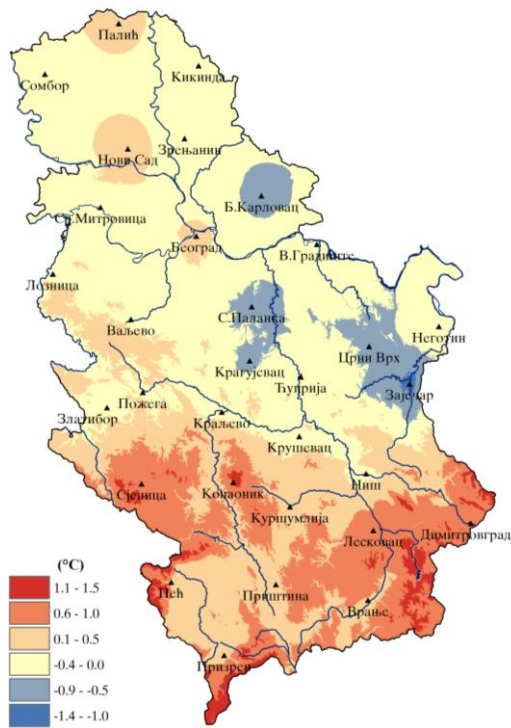 Палић
Кикинда
Сомбор
Зрењанин
Нови Сад
Б.Карловац
Ср.Митровица
Београд
В.Градиште
Лозница
С.Паланка
Ваљево
Неготин
Црни Врх
Крагујевац
Ћуприја
Зајечар
Пожега
Златибор
Краљево
Крушевац
Ниш
Сјеница
Копаоник
Куршумлија
Димитровград
Лесковац
Пећ
Приштина
Врање
Призрен
(°C)
1.1 - 1.5
0.6 - 1.0
0.1 - 0.5
-0.4 - 0.0
-0.9 - -0.5
-1.4 - -1.0